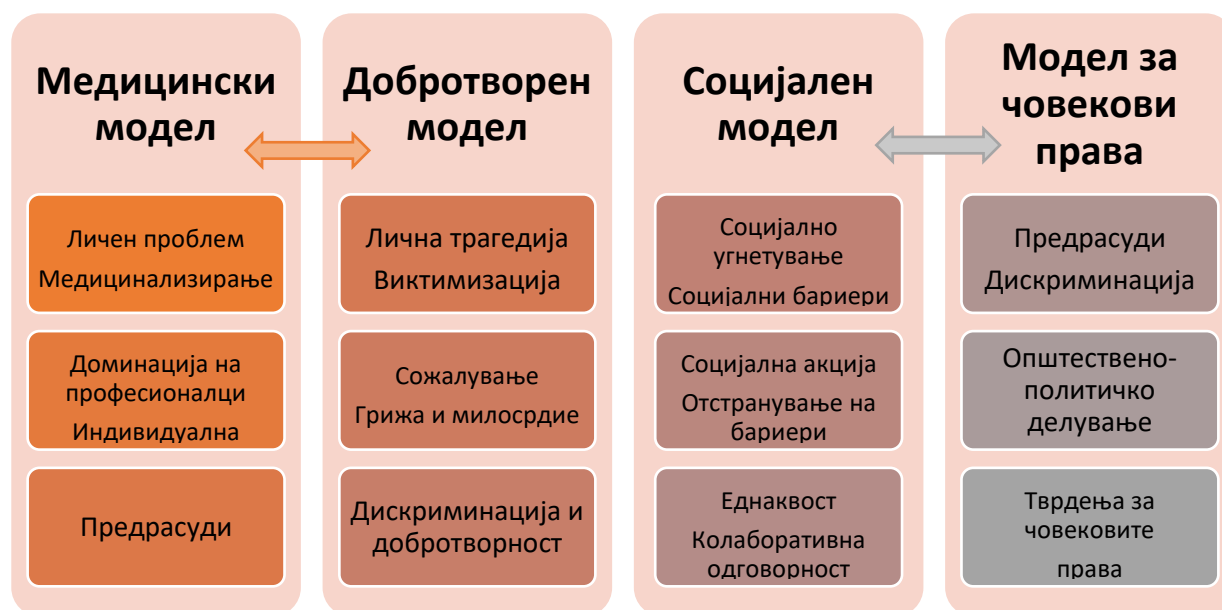 Медицински
модел
Личен проблем
Медицинализирање
Доминација на
професионалци
Индивидуална
Предрасуди
Добротворен
модел
Лична трагедија
Виктимизација
Сожалување
Грижа и милосрдие
Дискриминација и
добротворност
Социјален
модел
Социјално
угнетување
Социјални бариери
Социјална акција
Отстранување на
бариери
Еднаквост
Колаборативна
одговорност
Модел за
човекови
права
Предрасуди
Дискриминација
Општествено-
политичко
делување
Тврдења за
човековите
права